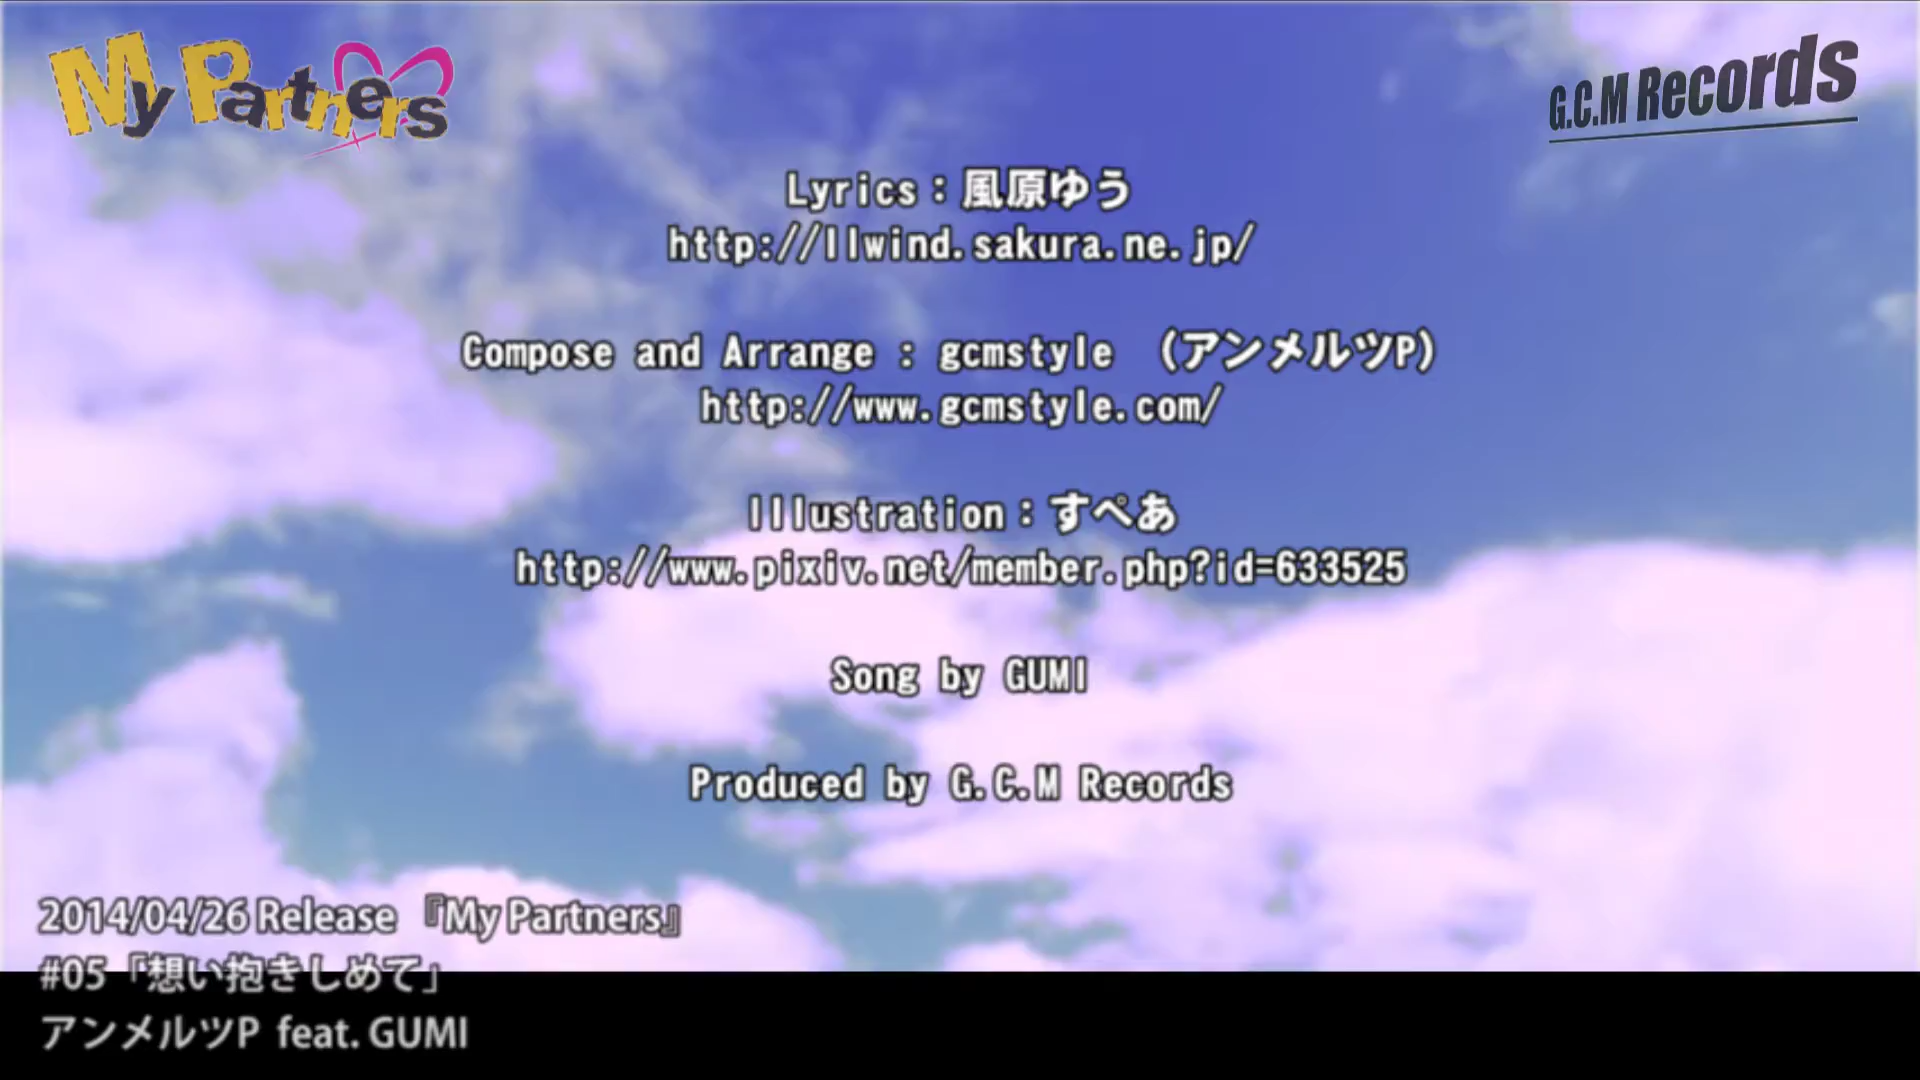 My Partners
G.C.M Records
Lyrics：風原ゆう
http://llwind.sakura.ne.jp/
Compose and Arrange : gcmstyle （アンメルツP）
http://www.gcmstyle.com/
Illustration：すぺあ
http://www.pixiv.net/member.php?id=633525
Song by GUMI
Produced by G.C.M Records
2014/04/26 Release 『My Partners』
#05「想い抱きしめて」
アンメルツP feat. GUMI